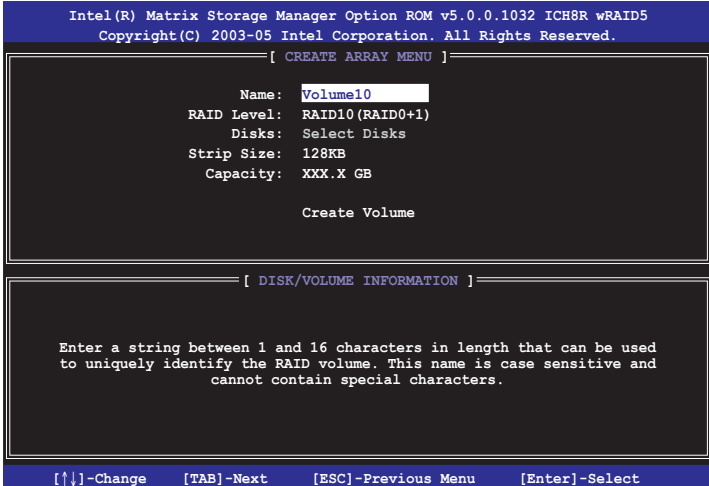 Intel(R) Matrix Storage Manager Option ROM v5.0.0.1032 ICH8R wRAID5
Copyright(C) 2003-05 Intel Corporation. All Rights Reserved.
[ CREATE ARRAY MENU ]
Name: Volume10
RAID Level: RAID10(RAID0+1)
Disks: Select Disks
Strip Size: 128KB
Capacity: XXX.X GB
Create Volume
[ DISK/VOLUME INFORMATION ]
Enter a string between 1 and 16 characters in length that can be used
to uniquely identify the RAID volume. This name is case sensitive and
cannot contain special characters.
[↑↓]-Change [TAB]-Next [ESC]-Previous Menu [Enter]-Select